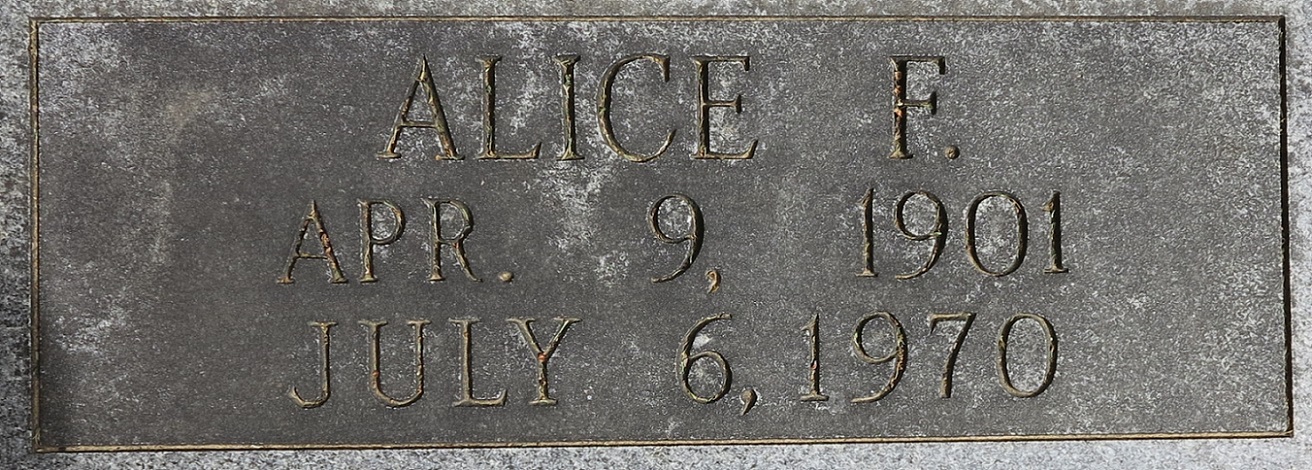 ALICE F.
APR. 9, 1901
JULY 6, 1970